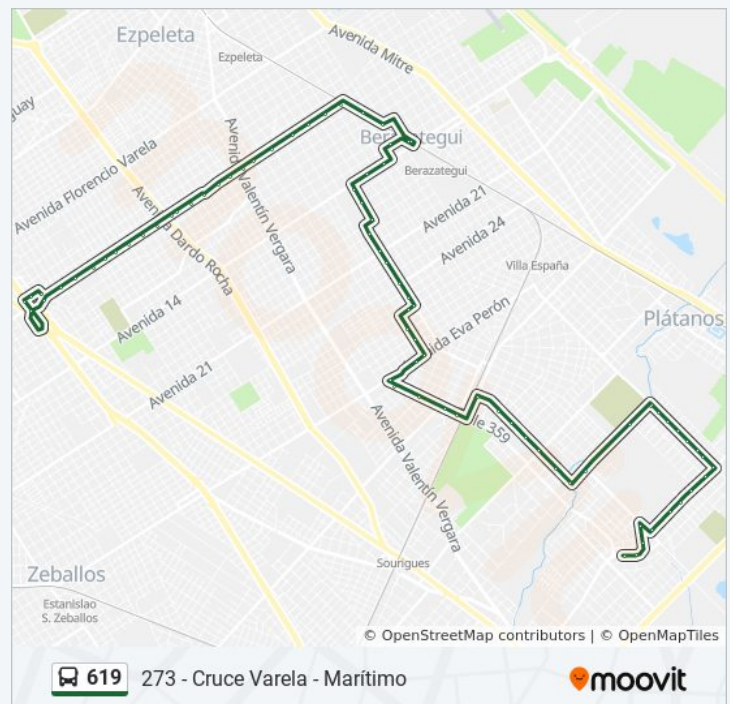 Ezpeleta
Ezpeleta
Avenida Mitre
guay
Avenida Florencio Varela
Berazategui
Avenida Valentín Vergara
Berazategui
Avenida 21
Avenida Dardo Rocha
Avenida 24
Villa España
Avenida 14
Plátanos
Avenida Eva Perón
Avenida 21
lle 359
Avenida Valentín Vergara
Sourigues
Zeballos
Estanislao
S. Zeballos
© OpenStreetMap contributors | © OpenMapTiles
619 273 - Cruce Varela - Marítimo
moovit